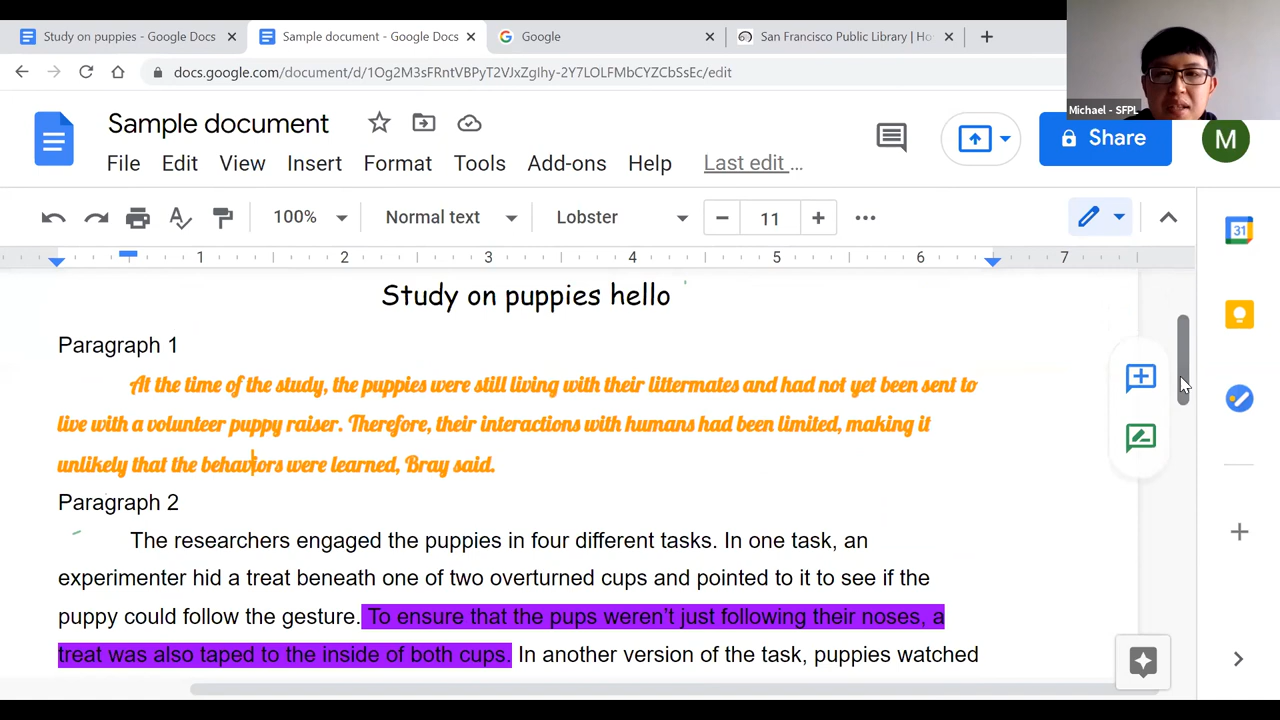 Study on puppies - Google Docs
Sample document - Google Docs
Google
San Francisco Public Library | Ho
docs.google.com/document/d/1Og2M3sFRntVBPyT2VJxZgIhy-2Y7LOLFMbCYZCbSsEc/edit
Michael - SFPL
Sample document
File Edit View Insert Format Tools Add-ons Help Last edit ...
Share
M
100% Normal text Lobster 11
1 2 3 4 5 6 7
31
Study on puppies hello
Paragraph 1
At the time of the study, the puppies were still living with their littermates and had not yet been sent to
live with a volunteer puppy raiser. Therefore, their interactions with humans had been limited, making it
unlikely that the behaviors were learned, Bray said.
Paragraph 2
The researchers engaged the puppies in four different tasks. In one task, an
experimenter hid a treat beneath one of two overturned cups and pointed to it to see if the
puppy could follow the gesture. To ensure that the pups weren't just following their noses, a
treat was also taped to the inside of both cups. In another version of the task, puppies watched